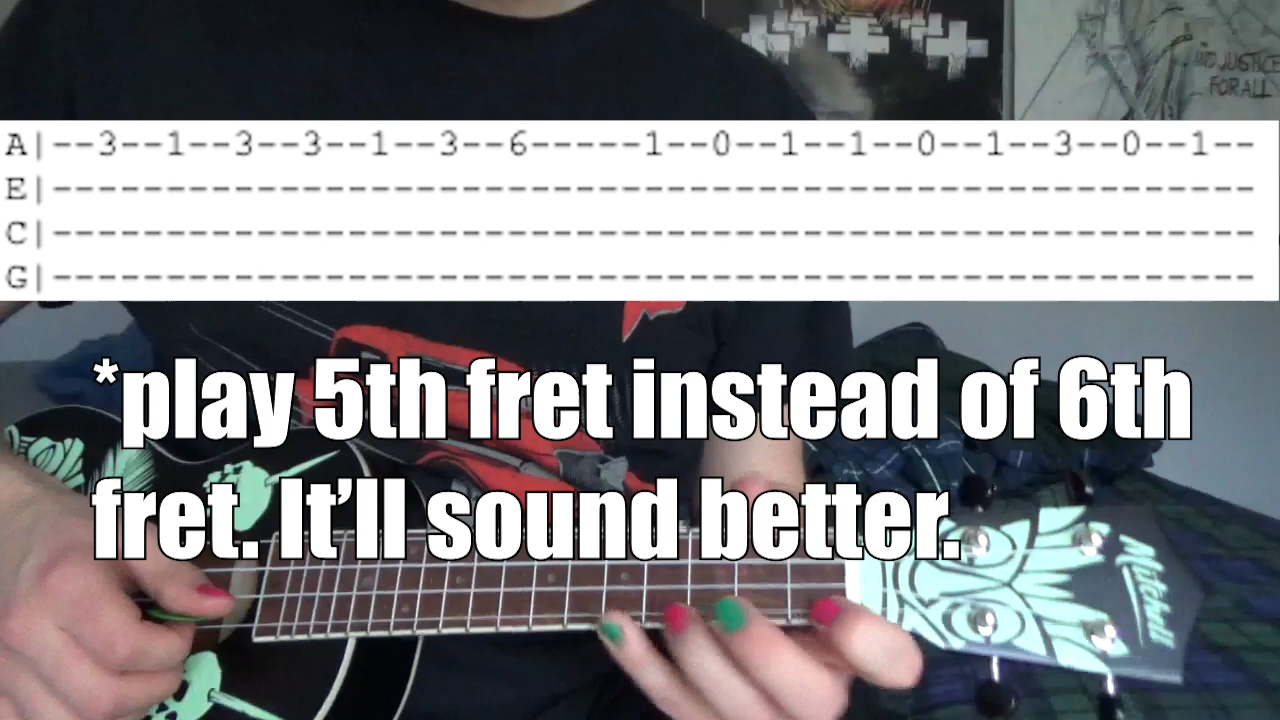 AND JUSTICE
FOR ALL
A|--3--1--3--3--1--3--6-----1--0--1--1--0--1--3--0--1--
E|-----------------------------------------------------
C|-----------------------------------------------------
G|-----------------------------------------------------
*play 5th fret instead of 6th
fret. It’ll sound better.
Mitchell